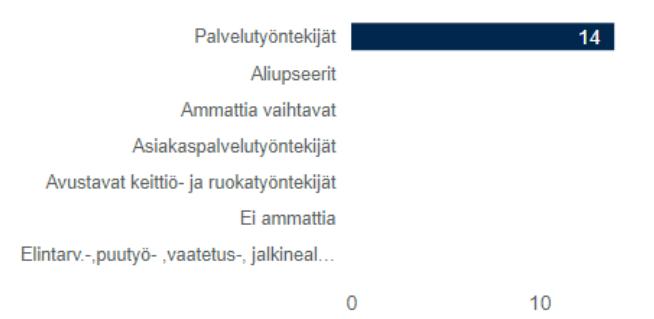 Palvelutyöntekijät 14
Aliupseerit
Ammattia vaihtavat
Asiakaspalvelutyöntekijät
Avustavat keittiö- ja ruokatyöntekijät
Ei ammattia
Elintarv.-,puutyö- ,vaatetus-, jalkineal...
0 10